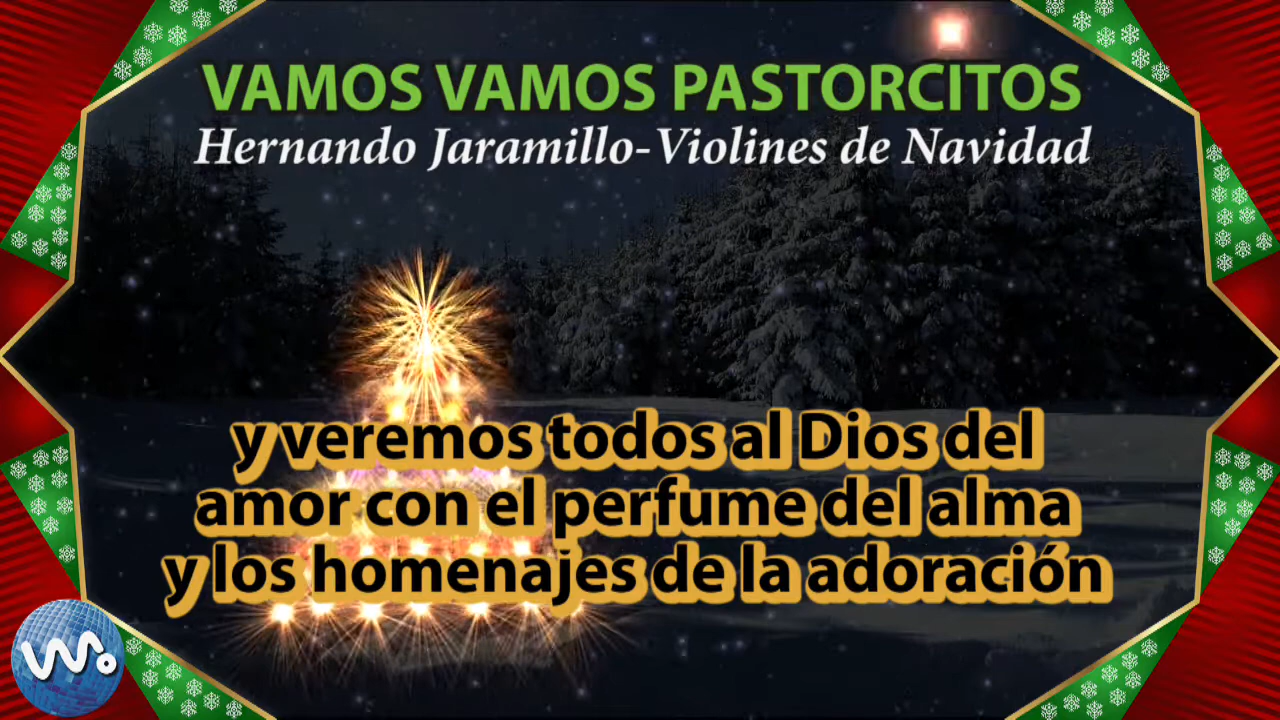 VAMOS VAMOS PASTORCITOS
Hernando Jaramillo-Violines de Navidad
y veremos todos al Dios del
amor con el perfume del alma
y los homenajes de la adoración